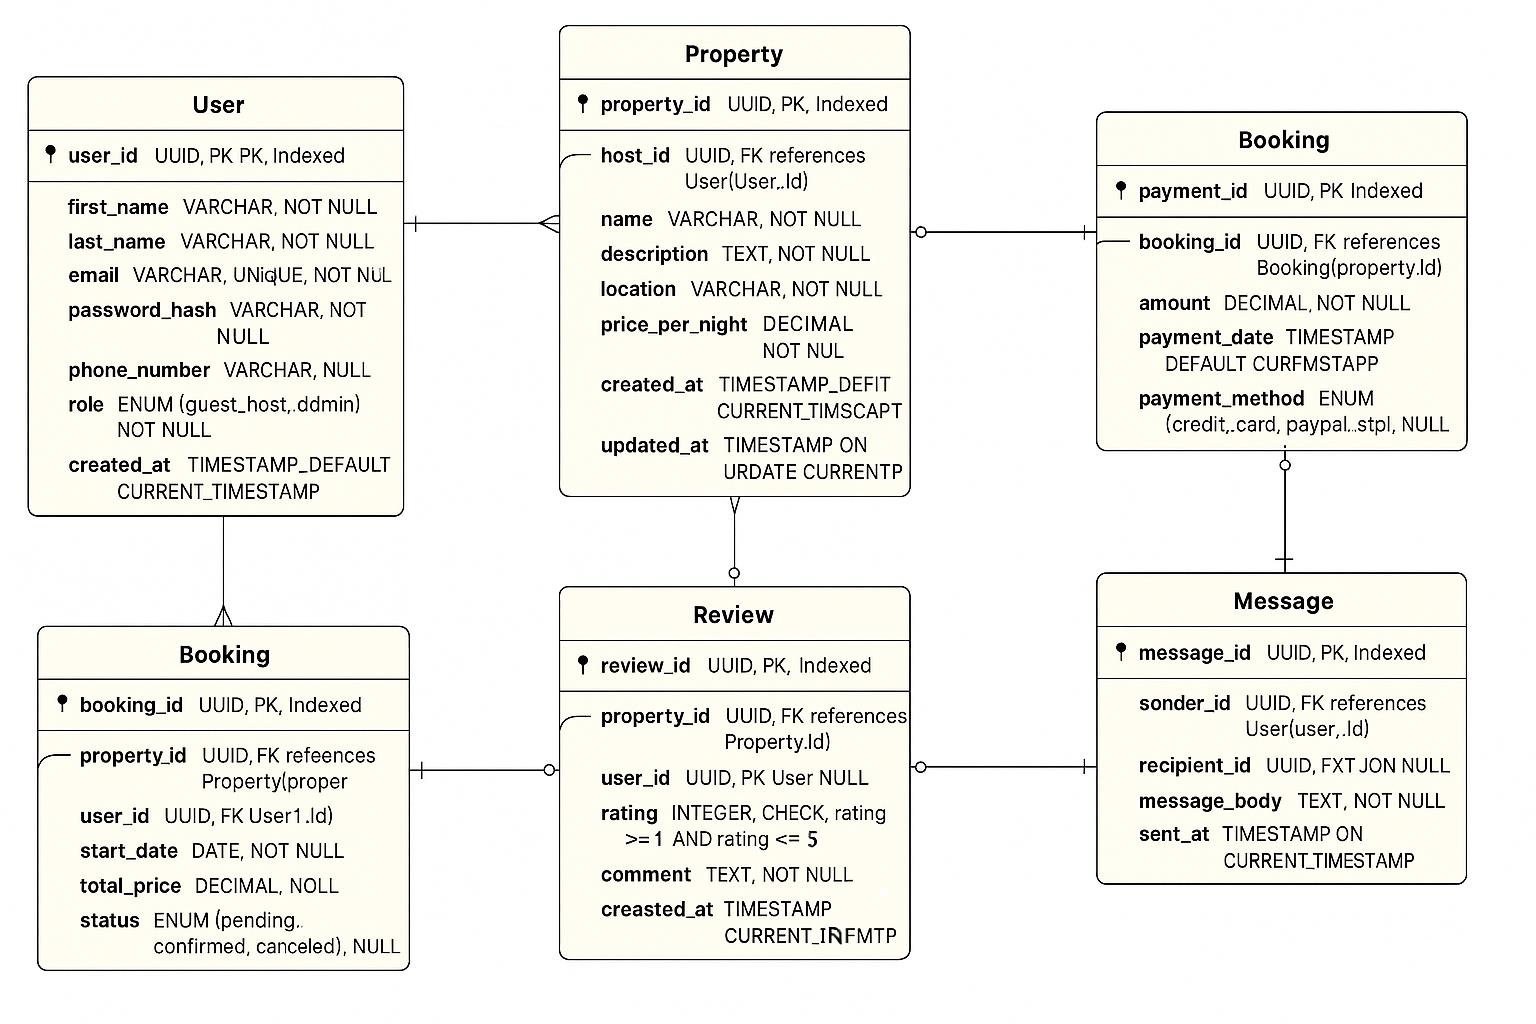 User
user_id UUID, PK PK, Indexed
first_name VARCHAR, NOT NULL
last_name VARCHAR, NOT NULL
email VARCHAR, UNiqUE, NOT NUL
password_hash VARCHAR, NOT
NULL
phone_number VARCHAR, NULL
role ENUM (guest_host,.ddmin)
NOT NULL
created_at TIMESTAMP_DEFAULT
CURRENT_TIMESTAMP
Property
property_id UUID, PK, Indexed
host_id UUID, FK references
User(User,.Id)
name VARCHAR, NOT NULL
description TEXT, NOT NULL
location VARCHAR, NOT NULL
price_per_night DECIMAL
NOT NUL
created_at TIMESTAMP_DEFIT
CURRENT_TIMSCAPT
updated_at TIMESTAMP ON
URDATE CURRENTP
Booking
payment_id UUID, PK Indexed
booking_id UUID, FK references
Booking(property.Id)
amount DECIMAL, NOT NULL
payment_date TIMESTAMP
DEFAULT CURFMSTAPP
payment_method ENUM
(credit,.card, paypal..stpl, NULL
Booking
booking_id UUID, PK, Indexed
property_id UUID, FK refeences
Property(proper
user_id UUID, FK User1.Id)
start_date DATE, NOT NULL
total_price DECIMAL, NOLL
status ENUM (pending..
confirmed, canceled), NULL
Review
review_id UUID, PK, Indexed
property_id UUID, FK references
Property.Id)
user_id UUID, PK User NULL
rating INTEGER, CHECK, rating
>= 1 AND rating <= 5
comment TEXT, NOT NULL
creasted_at TIMESTAMP
Message
message_id UUID, PK, Indexed
sonder_id UUID, FK references
User(user,.Id)
recipient_id UUID, FXT JON NULL
message_body TEXT, NOT NULL
sent_at TIMESTAMP ON
CURRENT_TIMESTAMP